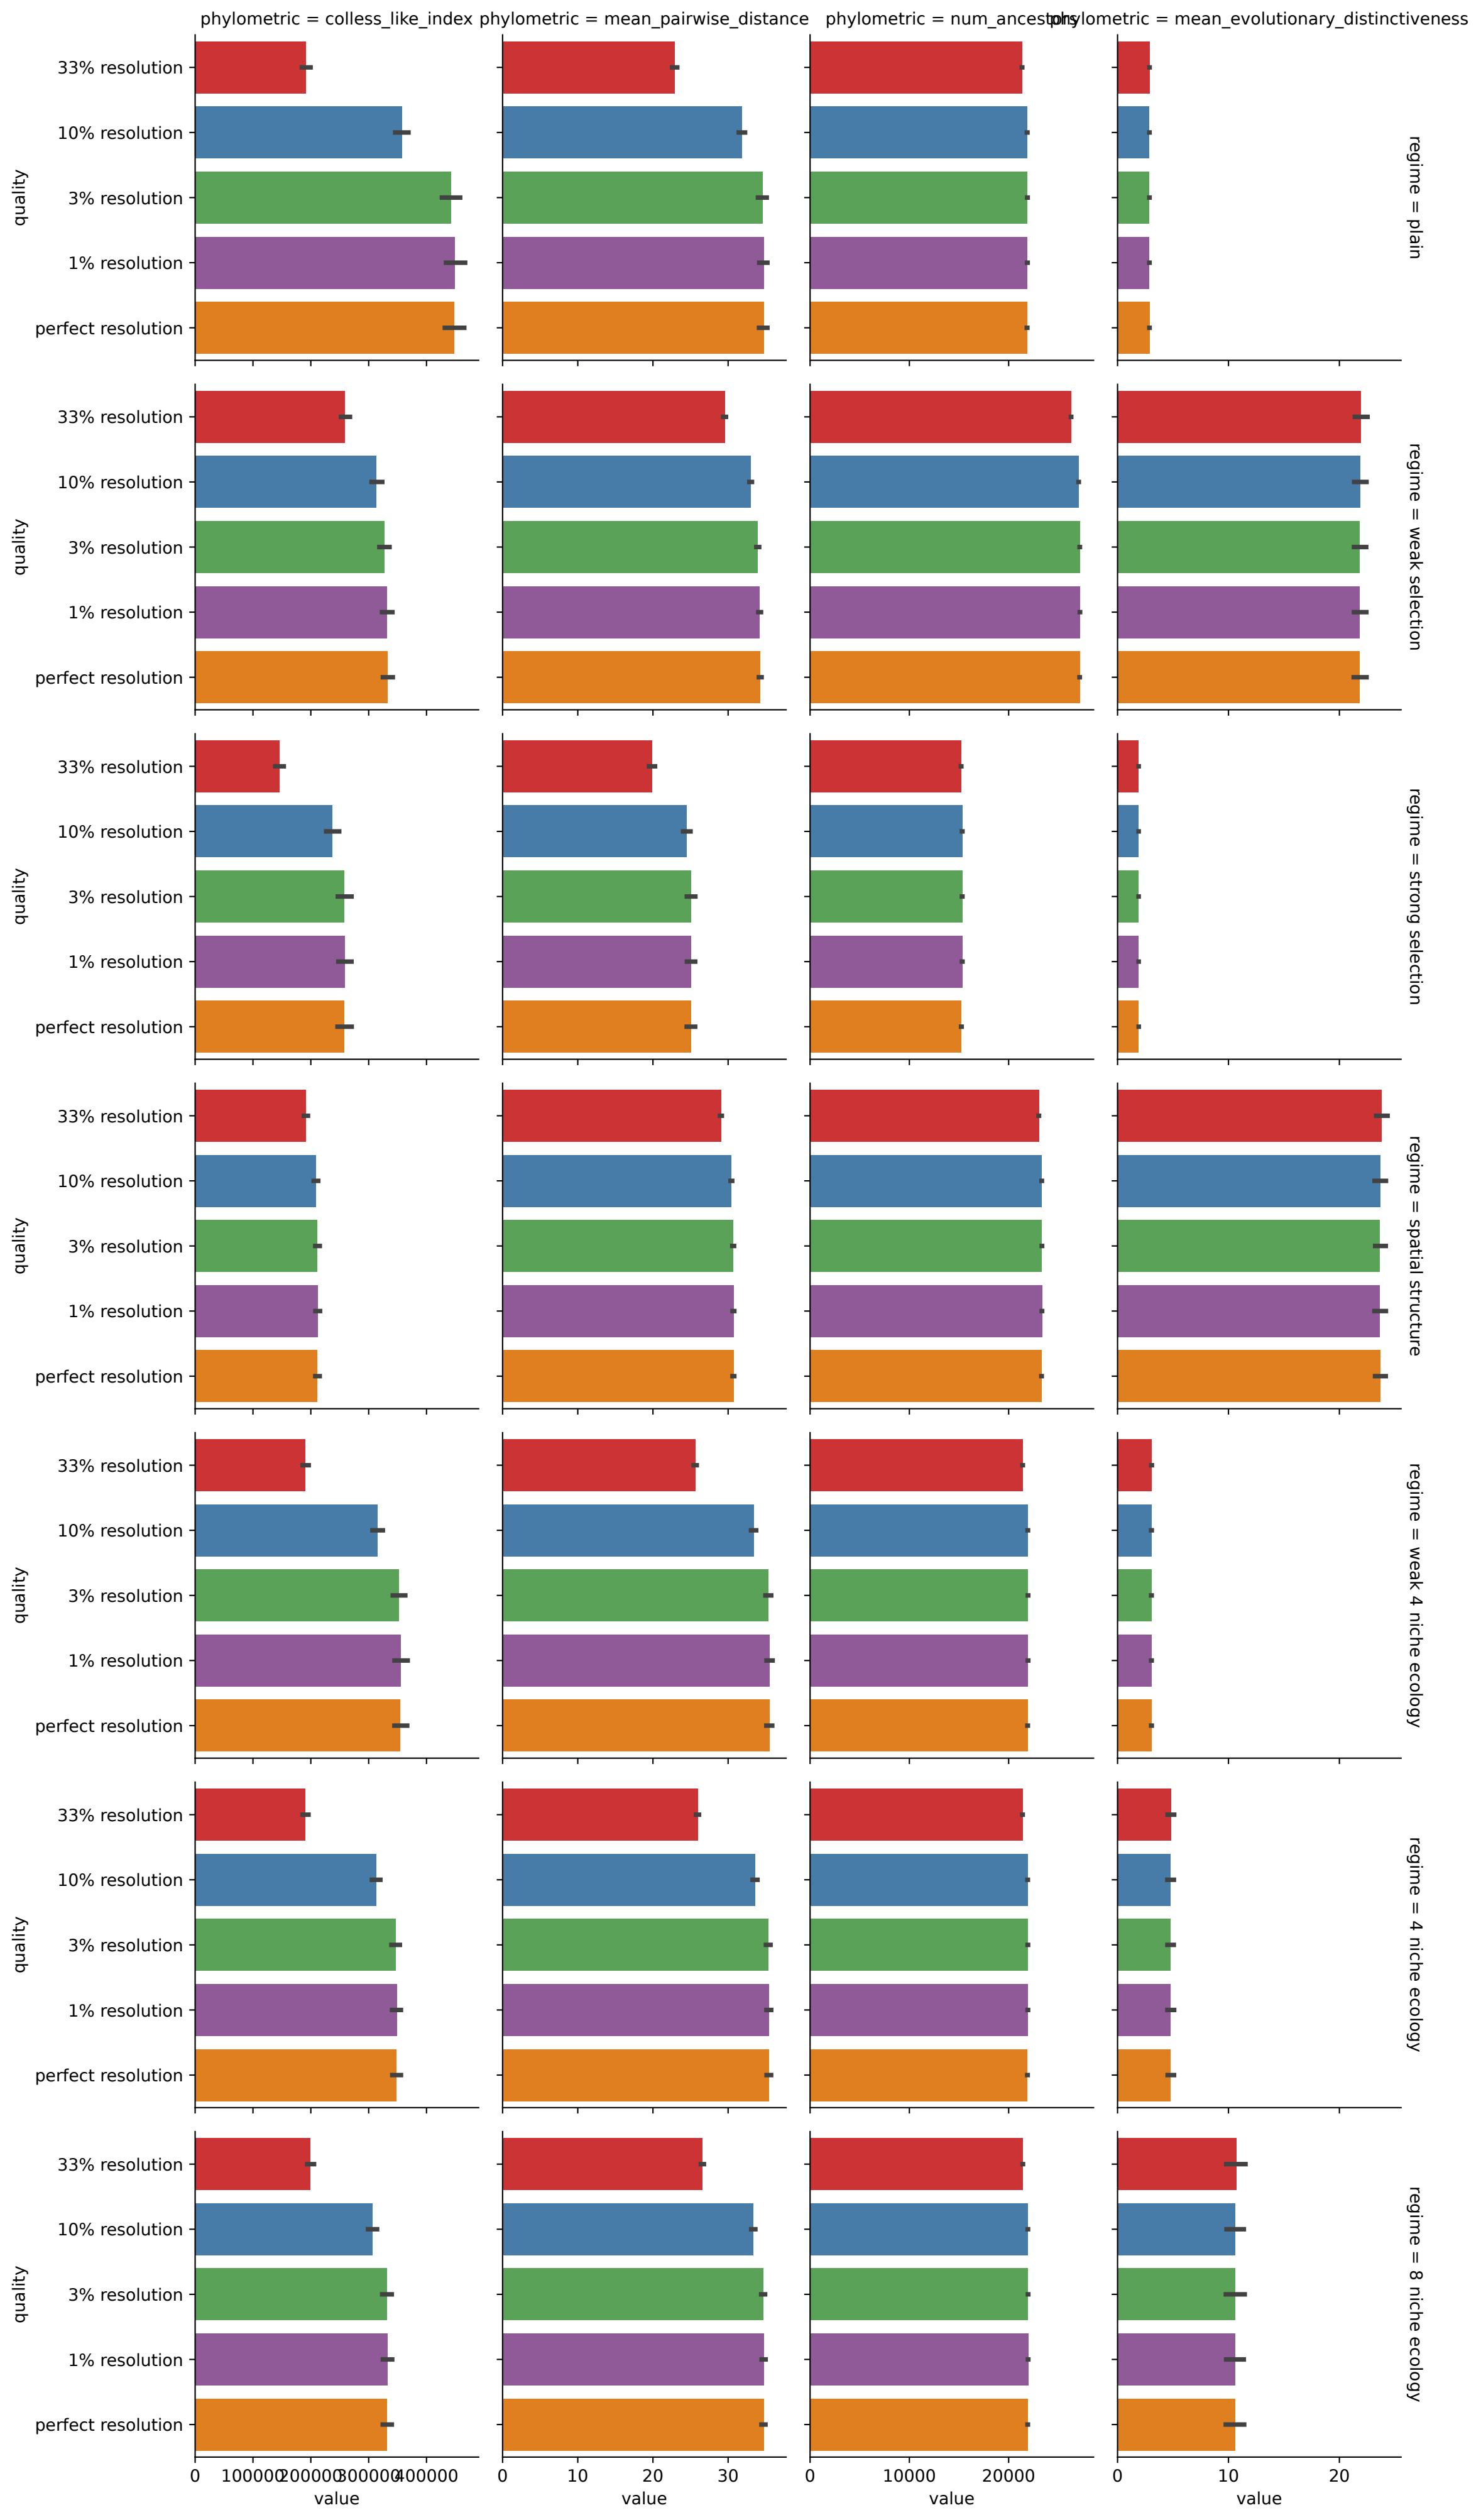 phylometric = colless_like_index phylometric = mean_pairwise_distance phylometric = num_ancestors phylometric = mean_evolutionary_distinctiveness
33% resolution
10% resolution
3% resolution
1% resolution
perfect resolution
quality
regime = plain
33% resolution
10% resolution
3% resolution
1% resolution
perfect resolution
quality
regime = weak selection
33% resolution
10% resolution
3% resolution
1% resolution
perfect resolution
quality
regime = strong selection
33% resolution
10% resolution
3% resolution
1% resolution
perfect resolution
quality
regime = spatial structure
33% resolution
10% resolution
3% resolution
1% resolution
perfect resolution
quality
regime = weak 4 niche ecology
33% resolution
10% resolution
3% resolution
1% resolution
perfect resolution
quality
regime = 4 niche ecology
33% resolution
10% resolution
3% resolution
1% resolution
perfect resolution
quality
regime = 8 niche ecology
0 100000 200000 300000 400000 0 10 20 30 0 10000 20000 0 10 20
value value value value